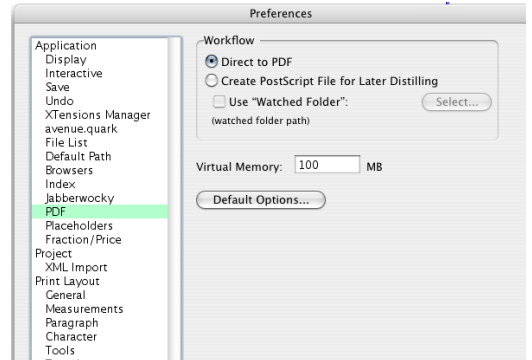 Preferences
Application
Display
Interactive
Save
Undo
XTensions Manager
avenue.quark
File List
Default Path
Browsers
Index
Jabberwocky
PDF
Placeholders
Fraction/Price
Project
XML Import
Print Layout
General
Measurements
Paragraph
Character
Tools
Workflow
Direct to PDF
Create PostScript File for Later Distilling
Use “Watched Folder”:
Select...
(watched folder path)
Virtual Memory: 100 MB
Default Options...